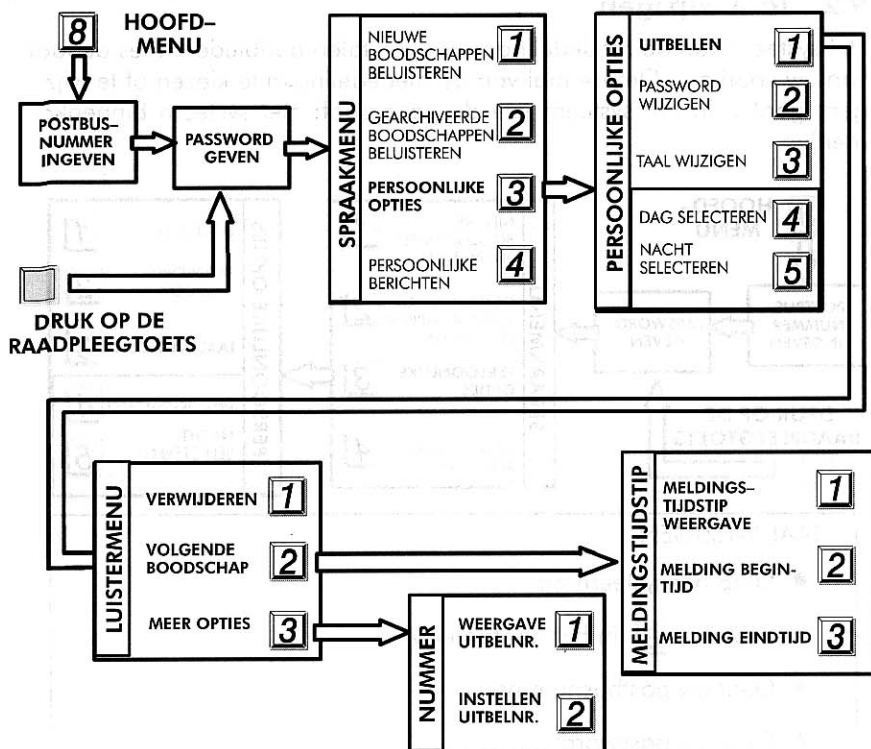 8
HOOFD–
MENU
POSTBUS–
NUMMER
INGEVEN
PASSWORD
GEVEN
DRUK OP DE
RAADPLEEGTOETS
SPRAAKMENU
NIEUWE
BOODSCHAPPEN
BELUISTEREN
1
GEARCHIVEERDE
BOODSCHAPPEN
BELUISTEREN
2
PERSOONLIJKE
OPTIES
3
PERSOONLIJKE
BERICHTEN
4
PERSOONLIJKE OPTIES
UITBELLEN
1
PASSWORD
WIJZIGEN
2
TAAL WIJZIGEN
3
DAG SELECTEREN
4
NACHT
SELECTEREN
5
LUISTERMENU
VERWIJDEREN
1
VOLGENDE
BOODSCHAP
2
MEER OPTIES
3
NUMMER
WEERGAVE
UITBELNR.
1
INSTELLEN
UITBELNR.
2
MELDINGSTIJDSTIP
MELDINGS–
TIJDSTIP
WEERGAVE
1
MELDING BEGIN-
TIJD
2
MELDING EINDTIJD
3